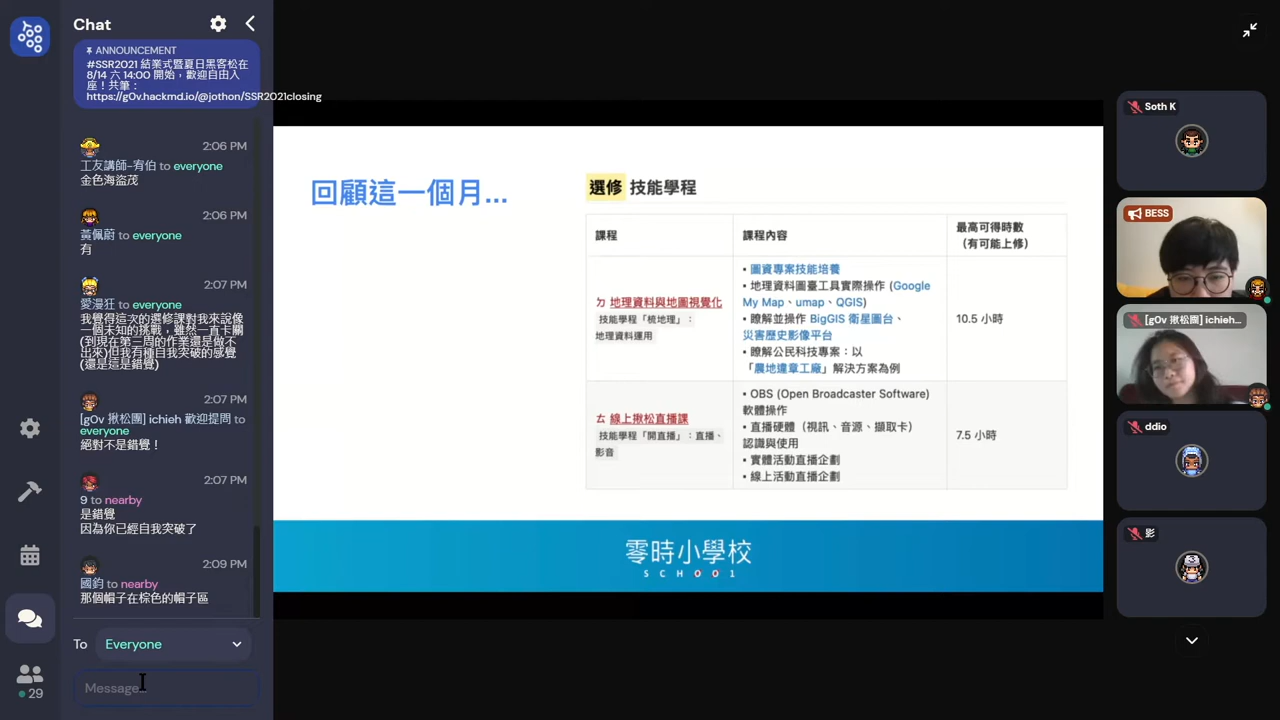 Chat
ANNOUNCEMENT
#SSR2021 結業式暨夏日黑客松在
8/14 六 14:00 開始，歡迎自由入
座！共筆：
https://g0v.hackmd.io/@jothon/SSR2021closing
2:06 PM
工友講師-宥伯 to everyone
金色海盜茂
2:06 PM
黃佩蔚 to everyone
有
2:07 PM
愛漫狂 to everyone
我覺得這次的選修課對我來說像
一個未知的挑戰，雖然一直卡關
(到現在第三周的作業還是做不
出來)但我有種自我突破的感覺
(還是這是錯覺)
2:07 PM
[g0v 揪松團] ichieh 歡迎提問 to
everyone
絕對不是錯覺！
2:07 PM
9 to nearby
是錯覺
因為你已經自我突破了
2:09 PM
國鈞 to nearby
那個帽子在棕色的帽子區
To
Everyone
Message...
29
回顧這一個月...
選修 技能學程
課程
課程內容
最高可得時數
（有可能上修）
ㄉ 地理資料與地圖視覺化
技能學程「梳地理」：
地理資料運用
• 圖資專案技能培養
• 地理資料圖臺工具實際操作 (Google
My Map、umap、QGIS)
• 瞭解並操作 BigGIS 衛星圖台、
災害歷史影像平台
• 瞭解公民科技專案：以
「農地違章工廠」解決方案為例
10.5 小時
ㄊ 線上揪松直播課
技能學程「開直播」：直播、
影音
• OBS (Open Broadcaster Software)
軟體操作
• 直播硬體（視訊、音源、擷取卡）
認識與使用
• 實體活動直播企劃
• 線上活動直播企劃
7.5 小時
零時小學校
SCH001
Soth K
BESS
[g0v 揪松團] ichieh...
ddio
影